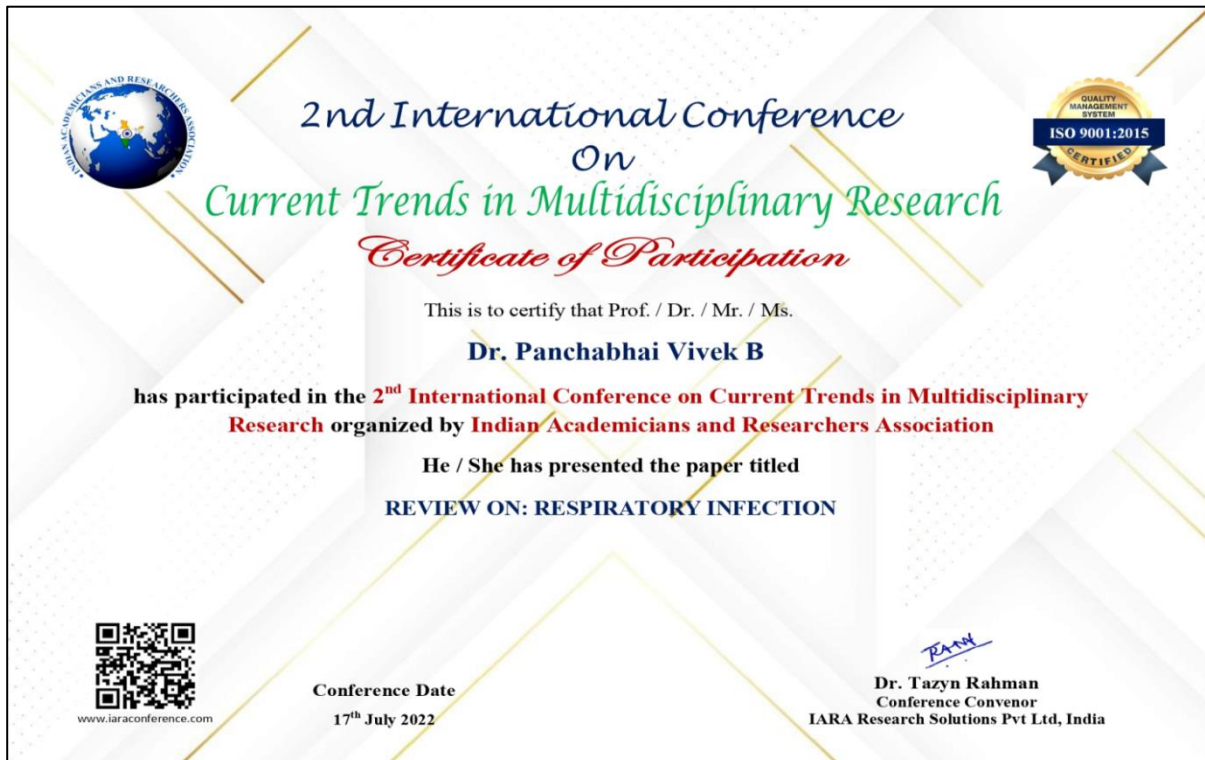 INDIAN ACADEMICIANS AND RESEARCHERS ASSOCIATION
QUALITY
MANAGEMENT
SYSTEM
ISO 9001:2015
CERTIFIED
2nd International Conference
On
Current Trends in Multidisciplinary Research
Certificate of Participation
This is to certify that Prof. / Dr. / Mr. / Ms.
Dr. Panchabhai Vivek B
has participated in the 2nd International Conference on Current Trends in Multidisciplinary
Research organized by Indian Academicians and Researchers Association
He / She has presented the paper titled
REVIEW ON: RESPIRATORY INFECTION
www.iaraconference.com
Conference Date
17th July 2022
Dr. Tazyn Rahman
Conference Convenor
IARA Research Solutions Pvt Ltd, India